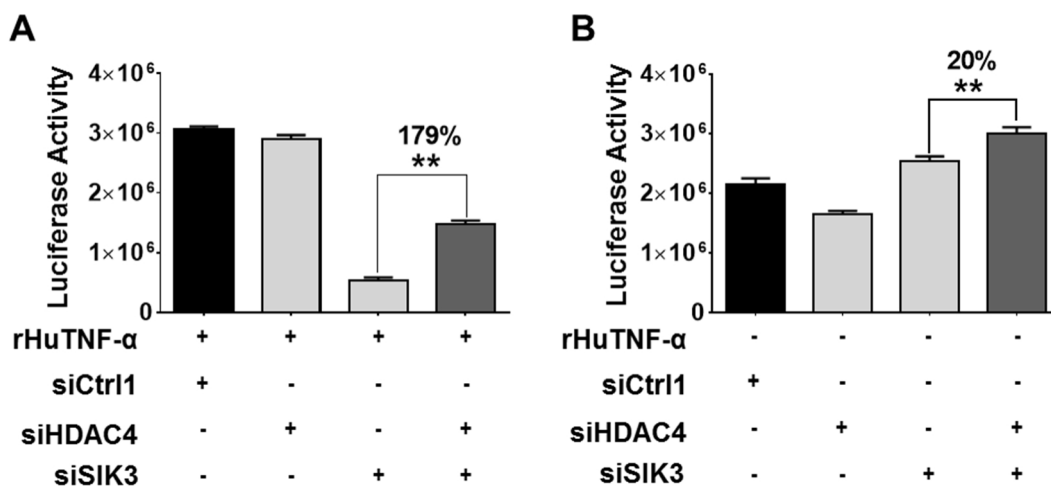 A
Luciferase Activity
4×10⁶
3×10⁶
2×10⁶
1×10⁶
0
179%
**
rHuTNF-α + + + +
siCtrl1 + - - -
siHDAC4 - + - +
siSIK3 - - + +
B
Luciferase Activity
4×10⁶
3×10⁶
2×10⁶
1×10⁶
0
20%
**
rHuTNF-α - - - -
siCtrl1 + - - -
siHDAC4 - + - +
siSIK3 - - + +